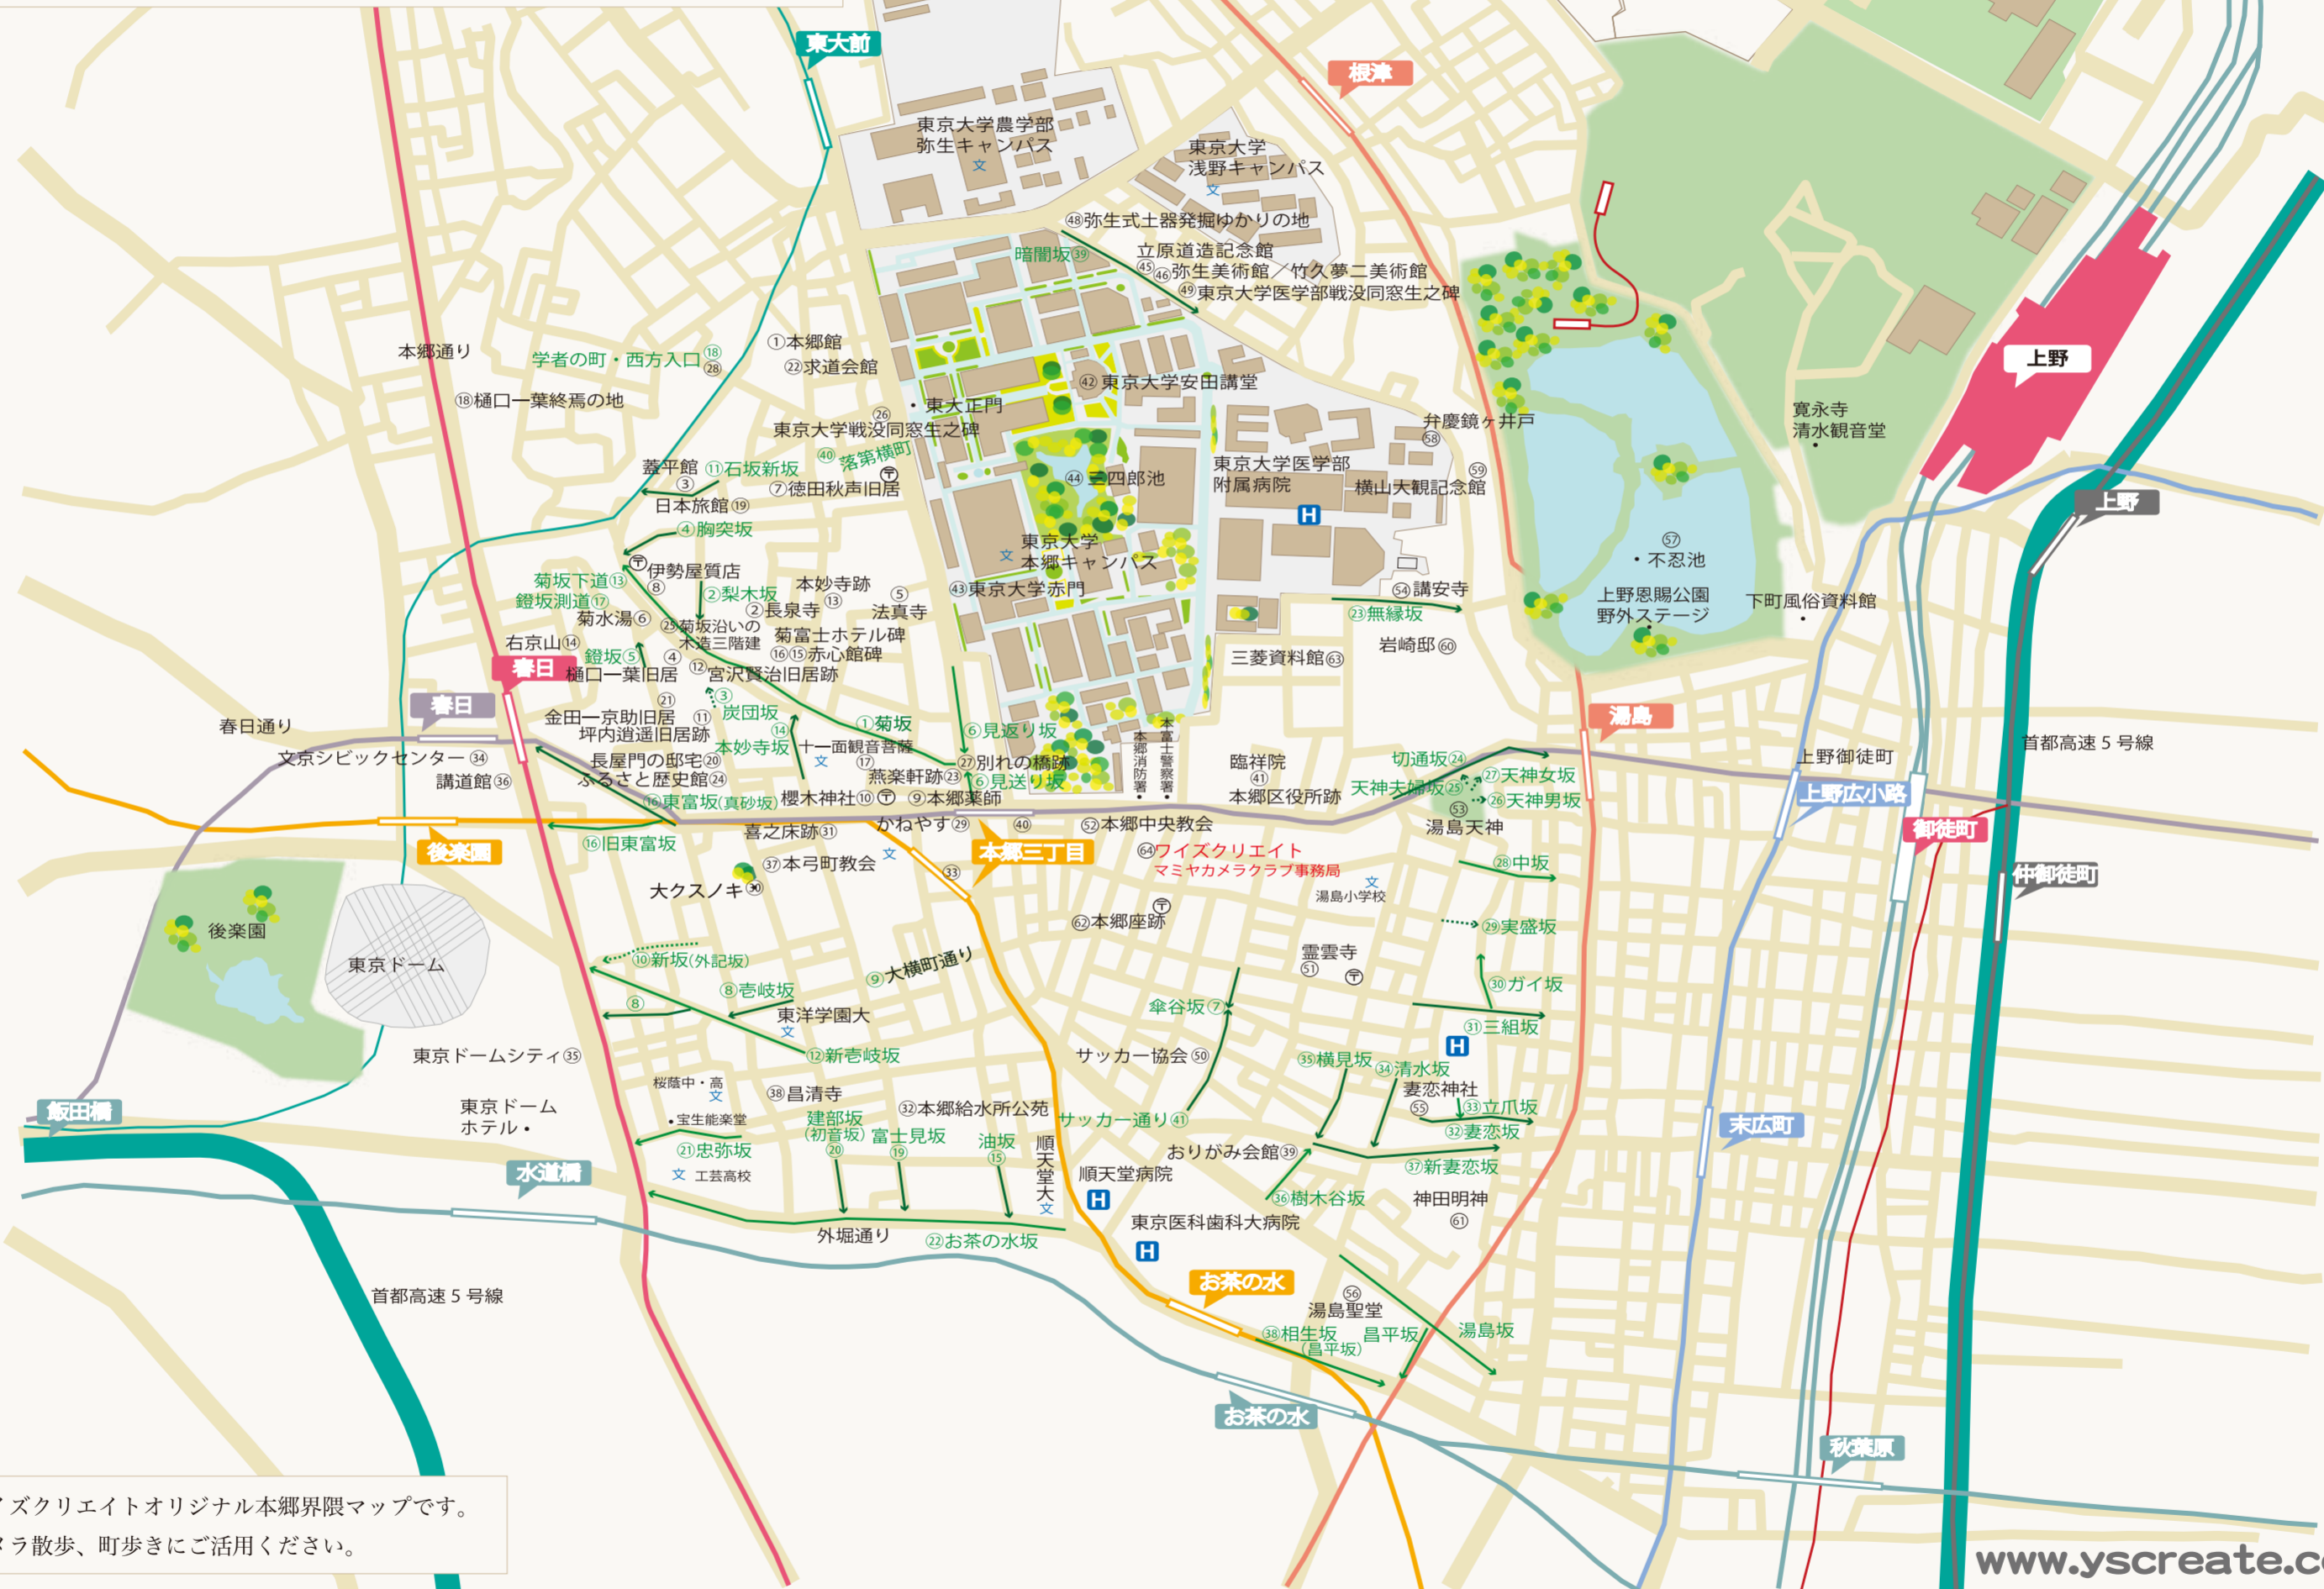 東大前
根津
東京大学農学部
弥生キャンパス
文
東京大学
浅野キャンパス
文
㊽弥生式土器発掘ゆかりの地
暗闇坂㊴
立原道造記念館
㊺
㊻弥生美術館／竹久夢二美術館
㊾東京大学医学部戦没同窓生之碑
本郷通り
学者の町・西方入口⑱
㉘
①本郷館
㉒求道会館
⑱樋口一葉終焉の地
㊷東京大学安田講堂
㉖
・東大正門
東京大学戦没同窓生之碑
㊵落第横町
弁慶鏡ヶ井戸
㊽
上野
寛永寺
清水観音堂
蓋平館
③
⑪石坂新坂
⑦徳田秋声旧居
〒
日本旅館⑲
㊹三四郎池
東京大学医学部
附属病院
H
㊾
横山大観記念館
上野
④胸突坂
文
東京大学
本郷キャンパス
㊼
・不忍池
〒
伊勢屋質店
⑧
菊坂下道⑬
鐙坂測道⑰
②梨木坂
②長泉寺
本妙寺跡
⑬
⑤
法真寺
㊸東京大学赤門
㊴講安寺
㉓無縁坂
上野恩賜公園
野外ステージ
下町風俗資料館
菊水湯⑥
㉕菊坂沿いの
木造三階建
菊富士ホテル碑
⑯⑮赤心館碑
右京山⑭
鐙坂⑤
④
⑫宮沢賢治旧居跡
樋口一葉旧居
三菱資料館63
岩崎邸60
春日
春日
春日通り
㉑
金田一京助旧居
⑪
坪内逍遥旧居跡
③
炭団坂
①菊坂
⑥見返り坂
⑭
本妙寺坂
十一面観音菩薩
⑰
文
文京シビックセンター㉞
講道館㊱
長屋門の邸宅⑳
ふるさと歴史館㉔
燕楽軒跡㉓
㉗別れの橋跡
⑥見送り坂
本郷消防署・
本富士警察署・
臨祥院
㊶
本郷区役所跡
湯島
切通坂㉔
天神夫婦坂㉕
㉗天神女坂
㉖天神男坂
53
湯島天神
上野御徒町
上野広小路
首都高速５号線
御徒町
仲御徒町
⑯東富坂(真砂坂)
櫻木神社⑩
〒
⑨本郷薬師
⑯旧東富坂
喜之床跡㉛
かねやす㉙
㊵
52本郷中央教会
後楽園
本郷三丁目
64ワイズクリエイト
マミヤカメラクラブ事務局
㊲本弓町教会
文
㉝
大クスノキ㉚
文
湯島小学校
㉘中坂
62本郷座跡
〒
㉙実盛坂
後楽園
東京ドーム
⑩新坂(外記坂)
⑨大横町通り
霊雲寺
51
〒
⑧壱岐坂
⑧
東洋学園大
文
傘谷坂⑦
㉚ガイ坂
㉛三組坂
H
東京ドームシティ㉟
⑫新壱岐坂
サッカー協会㊿
㉟横見坂
㉞清水坂
桜蔭中・高
文
㊳昌清寺
妻恋神社
55
㉝立爪坂
㉜妻恋坂
東京ドーム
ホテル・
・宝生能楽堂
建部坂
(初音坂)
⑳
富士見坂
⑲
㉜本郷給水所公苑
油坂
⑮
順天堂大
文
サッカー通り㊶
末広町
飯田橋
㉑忠弥坂
文 工芸高校
おりがみ会館㊴
㊲新妻恋坂
水道橋
順天堂病院
H
㊱樹木谷坂
神田明神
61
外堀通り
㉒お茶の水坂
東京医科歯科大病院
H
お茶の水
首都高速５号線
56
湯島聖堂
㊳相生坂
(昌平坂)
昌平坂
湯島坂
お茶の水
秋葉原
イズクリエイトオリジナル本郷界隈マップです。
メラ散歩、町歩きにご活用ください。
www.yscreate.c